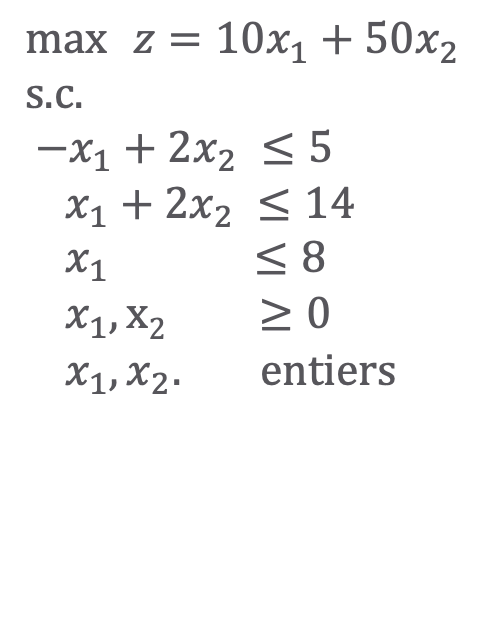 max z = 10x₁ + 50x₂
s.c.
−x₁ + 2x₂ ≤ 5
x₁ + 2x₂ ≤ 14
x₁ ≤ 8
x₁, x₂ ≥ 0
x₁, x₂. entiers